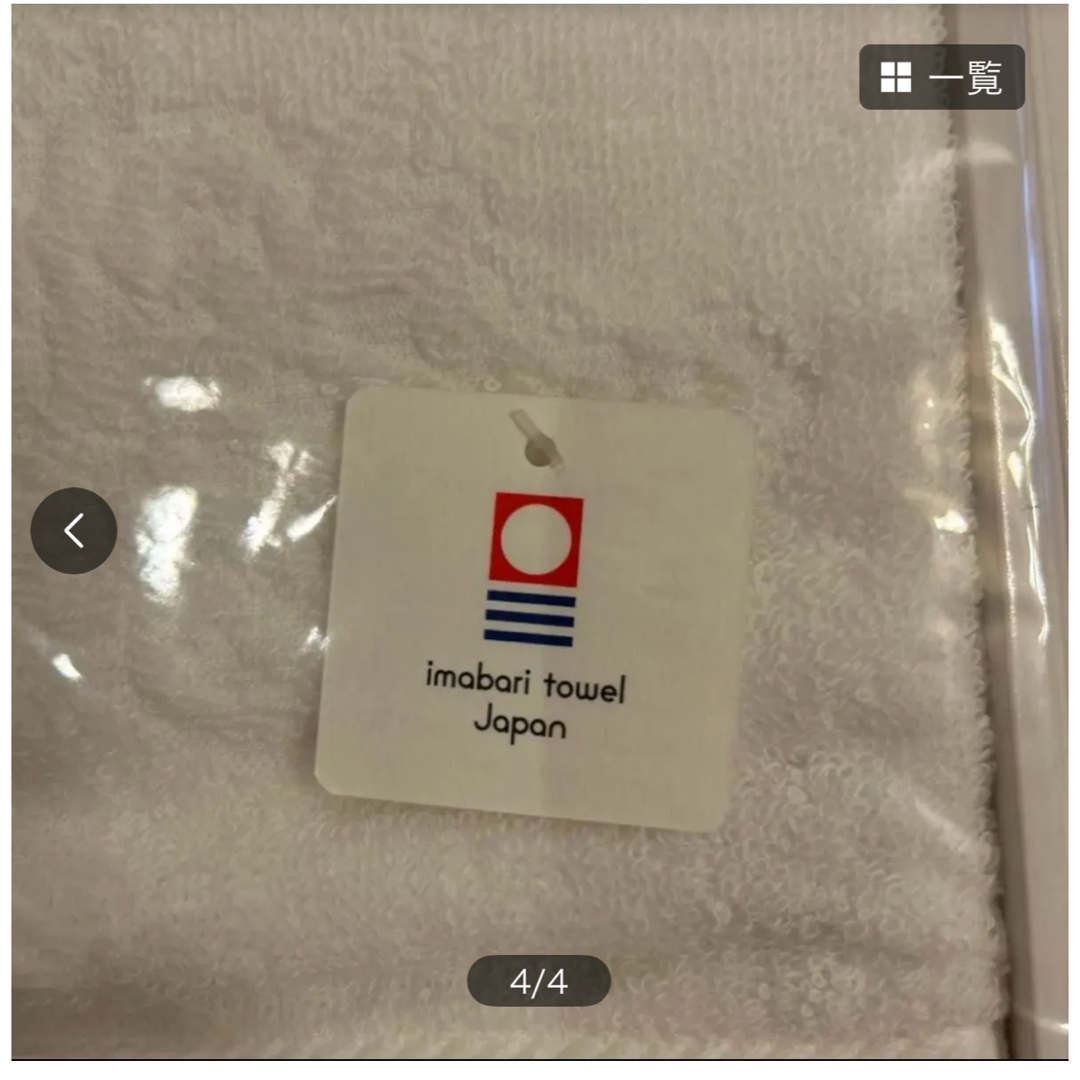 一覧
imabari towel
Japan
4/4